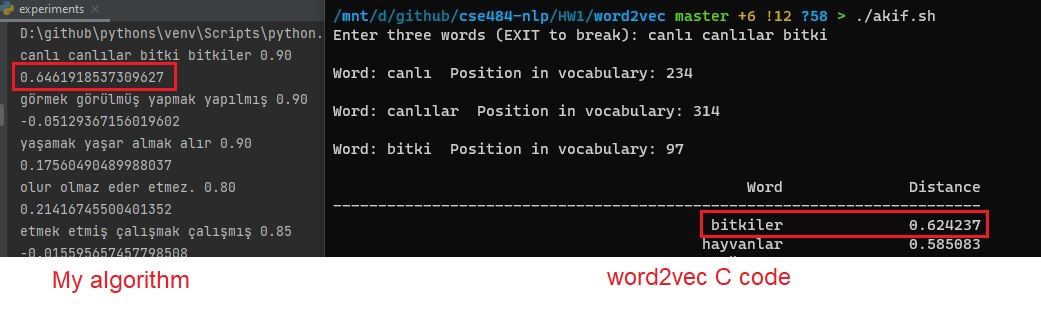 experiments
D:\github\pythons\venv\Scripts\python.
canlı canlılar bitki bitkiler 0.90
0.6461918537309627
görmek görülmüş yapmak yapılmış 0.90
-0.05129367156019602
yaşamak yaşar almak alır 0.90
0.17560490489988037
olur olmaz eder etmez. 0.80
0.21416745500401352
etmek etmiş çalışmak çalışmış 0.85
-0.015595657457798508
My algorithm
/mnt/d/github/cse484-nlp/HW1/word2vec master +6 !12 ?58 > ./akif.sh
Enter three words (EXIT to break): canlı canlılar bitki
Word: canlı  Position in vocabulary: 234
Word: canlılar  Position in vocabulary: 314
Word: bitki  Position in vocabulary: 97
Word Distance
------------------------------------------------------------------------
bitkiler 0.624237
hayvanlar 0.585083
word2vec C code